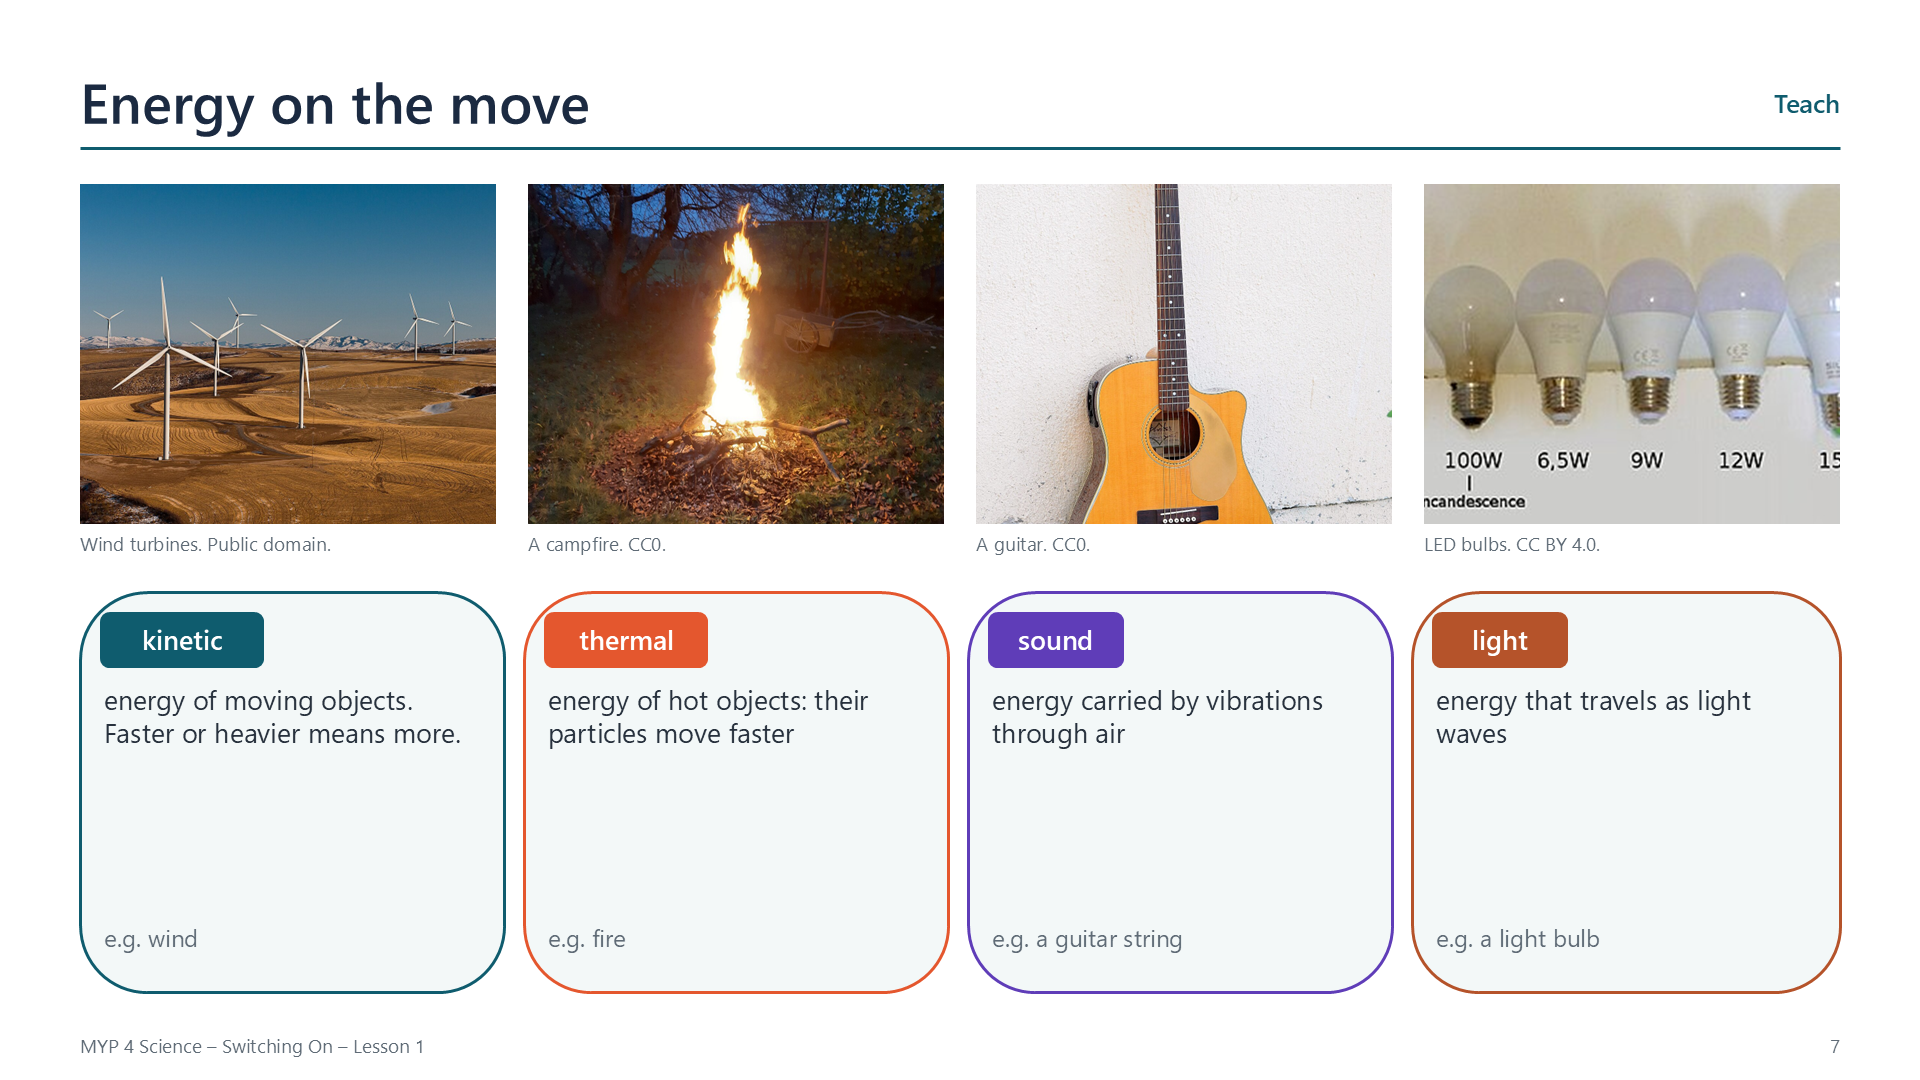 Energy on the move
Teach
100W
6,5W
9W
12W
15
ncandescence
Wind turbines. Public domain.
A campfire. CC0.
A guitar. CC0.
LED bulbs. CC BY 4.0.
kinetic
energy of moving objects.
Faster or heavier means more.
e.g. wind
thermal
energy of hot objects: their
particles move faster
e.g. fire
sound
energy carried by vibrations
through air
e.g. a guitar string
light
energy that travels as light
waves
e.g. a light bulb
MYP 4 Science – Switching On – Lesson 1
7